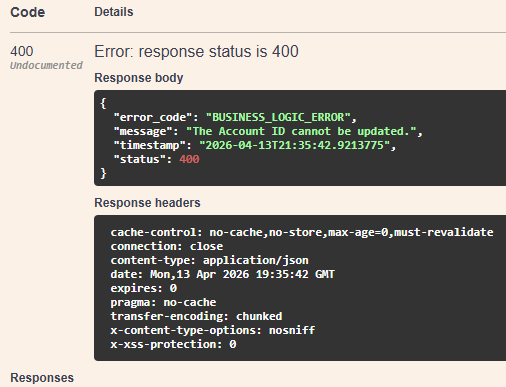 Code Details
400 Error: response status is 400
Undocumented
Response body
{
"error_code": "BUSINESS_LOGIC_ERROR",
"message": "The Account ID cannot be updated.",
"timestamp": "2026-04-13T21:35:42.9213775",
"status": 400
}
Response headers
cache-control: no-cache,no-store,max-age=0,must-revalidate
connection: close
content-type: application/json
date: Mon,13 Apr 2026 19:35:42 GMT
expires: 0
pragma: no-cache
transfer-encoding: chunked
x-content-type-options: nosniff
x-xss-protection: 0
Responses